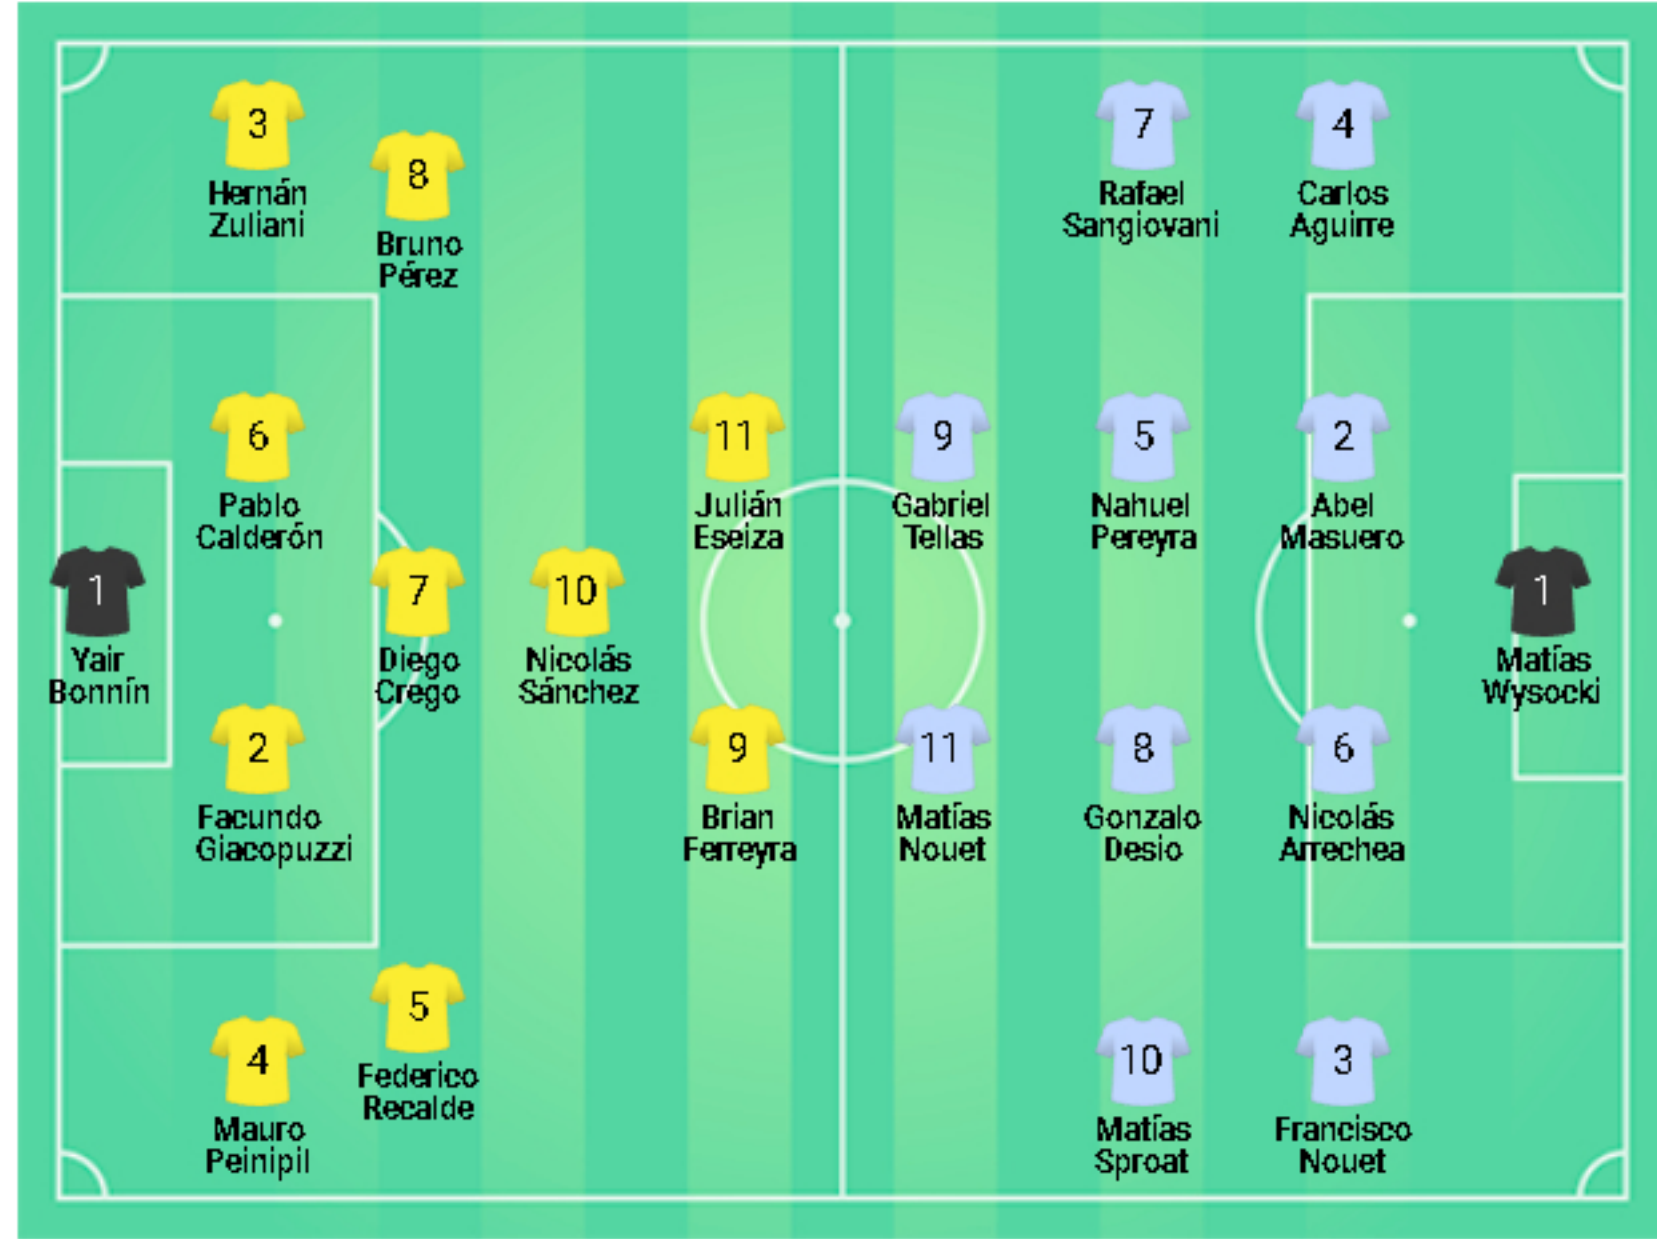 3
Hernán
Zuliani
8
Bruno
Pérez
7
Rafael
Sangiovani
4
Carlos
Aguirre
6
Pablo
Calderón
11
Julián
Eseiza
9
Gabriel
Tellas
5
Nahuel
Pereyra
2
Abel
Masuero
1
Yair
Bonnín
7
Diego
Crego
10
Nicolás
Sánchez
1
Matías
Wysocki
2
Facundo
Giacopuzzi
9
Brian
Ferreyra
11
Matías
Nouet
8
Gonzalo
Desio
6
Nicolás
Arrechea
4
Mauro
Peinipil
5
Federico
Recalde
10
Matías
Sproat
3
Francisco
Nouet